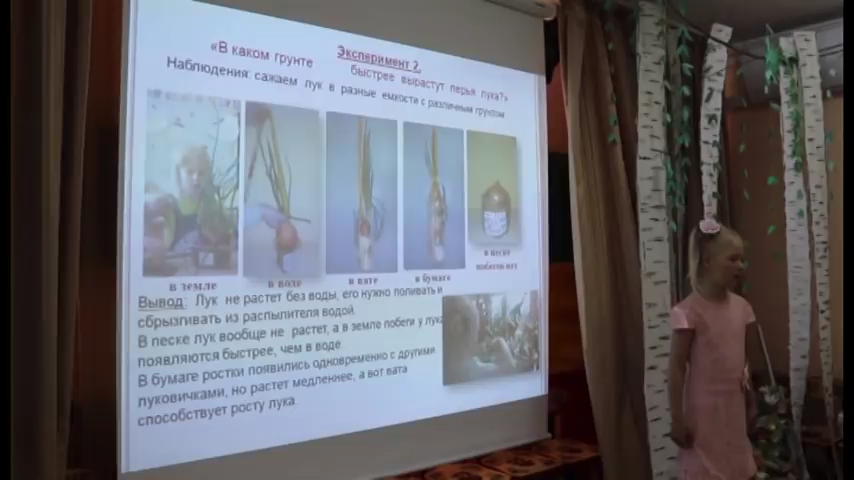 Эксперимент 2.
«В каком грунте быстрее вырастут перья лука?»
Наблюдения: сажаем лук в разные емкости с различным грунтом
в земле
в воде
в вате
в бумаге
в песке
побегов нет
Вывод: Лук не растет без воды, его нужно поливать и
сбрызгивать из распылителя водой.
В песке лук вообще не растет, а в земле побеги у лука
появляются быстрее, чем в воде.
В бумаге ростки появились одновременно с другими
луковичками, но растет медленнее, а вот вата
способствует росту лука.